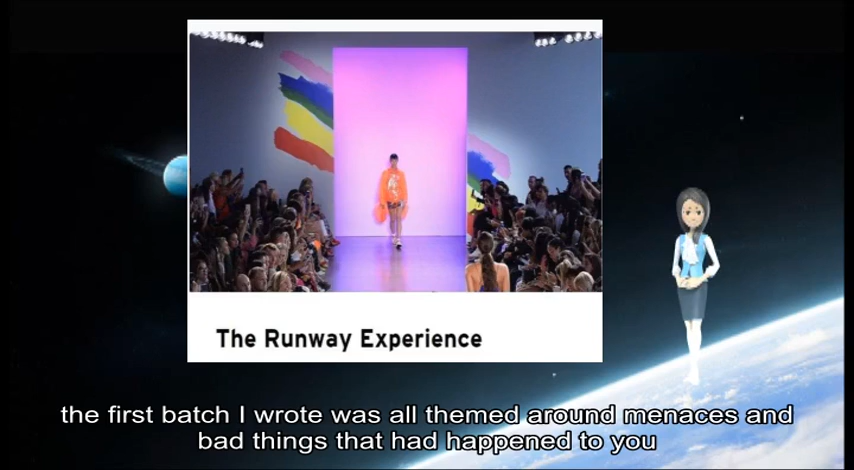 The Runway Experience
the first batch I wrote was all themed around menaces and
bad things that had happened to you